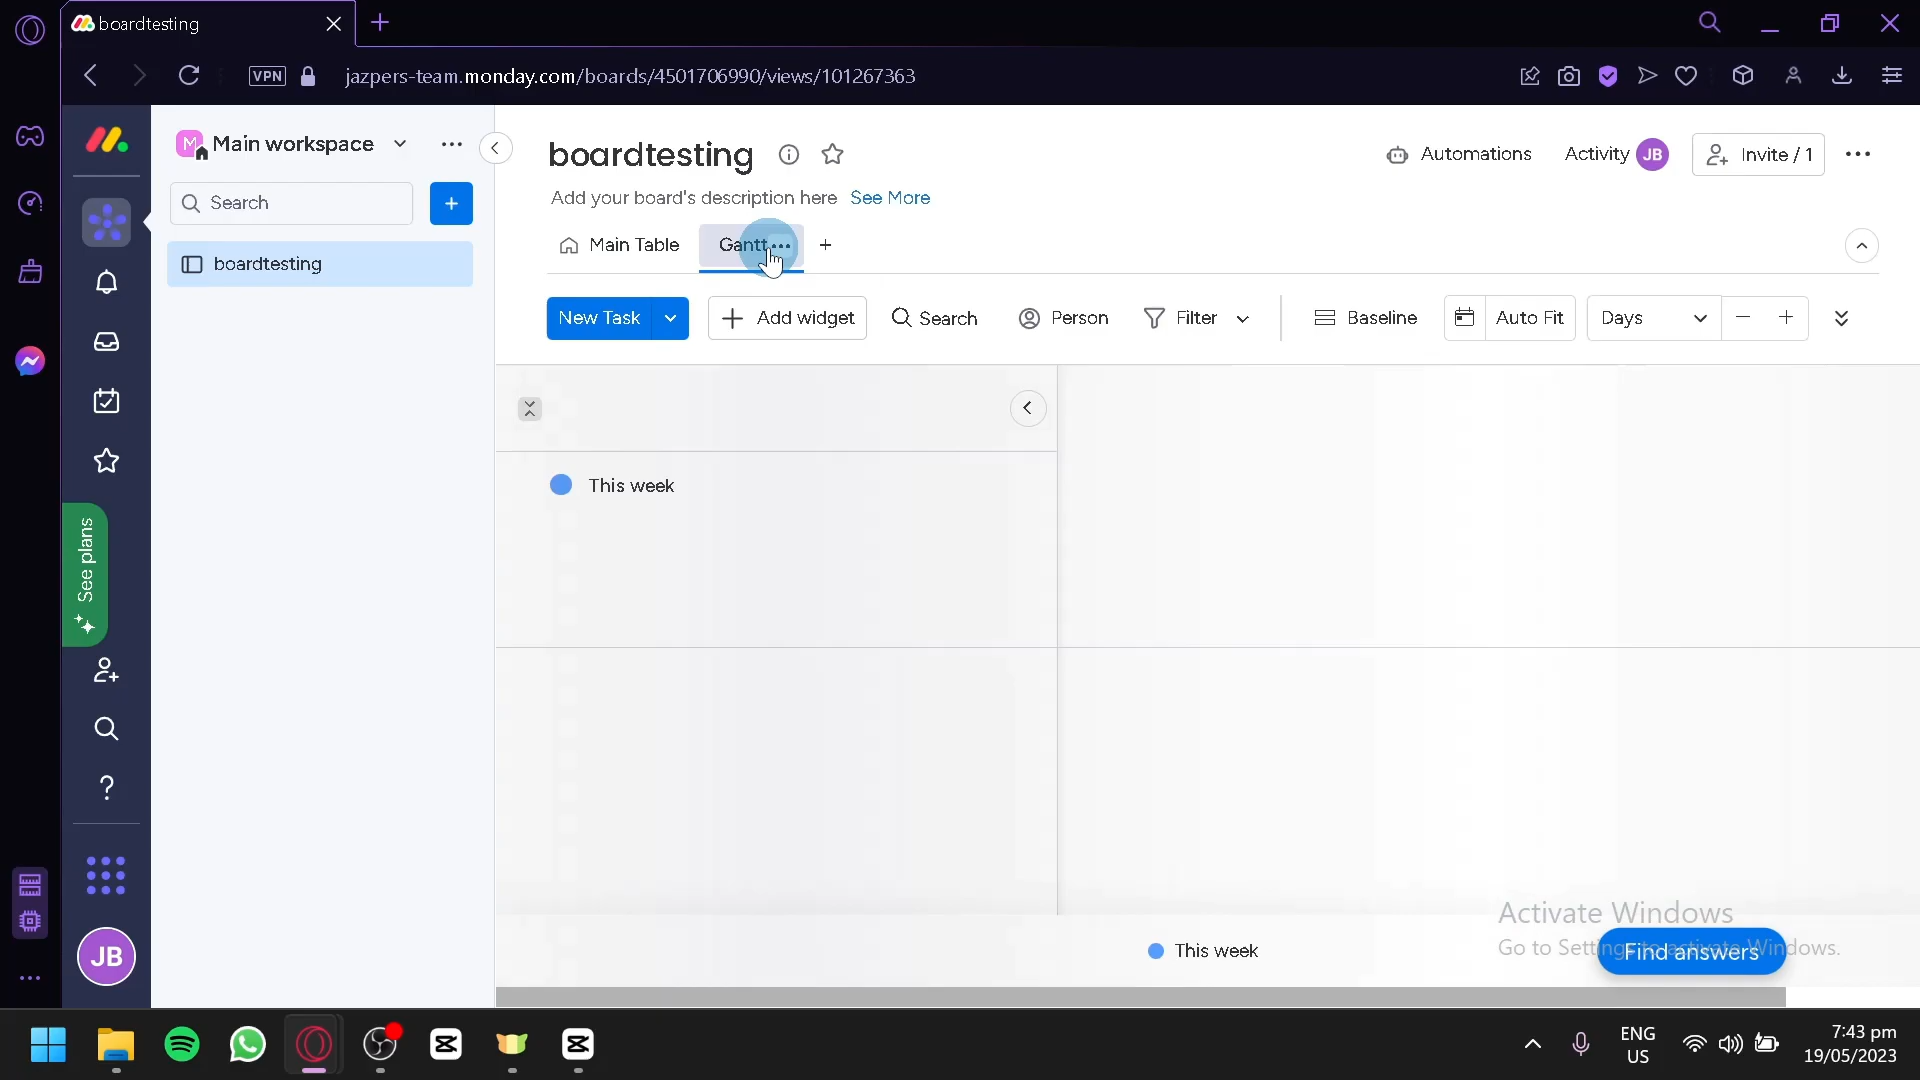 boardtesting
VPN
jazpers-team.monday.com/boards/4501706990/views/101267363
M
Main workspace
Search
boardtesting
See plans
JB
boardtesting
Automations
Activity
JB
Invite / 1
Add your board's description here See More
Main Table
Gantt
New Task
Add widget
Search
Person
Filter
Baseline
Auto Fit
Days
This week
This week
Activate Windows
Go to Settings to activate Windows.
Find answers
ENG
US
7:43 pm
19/05/2023